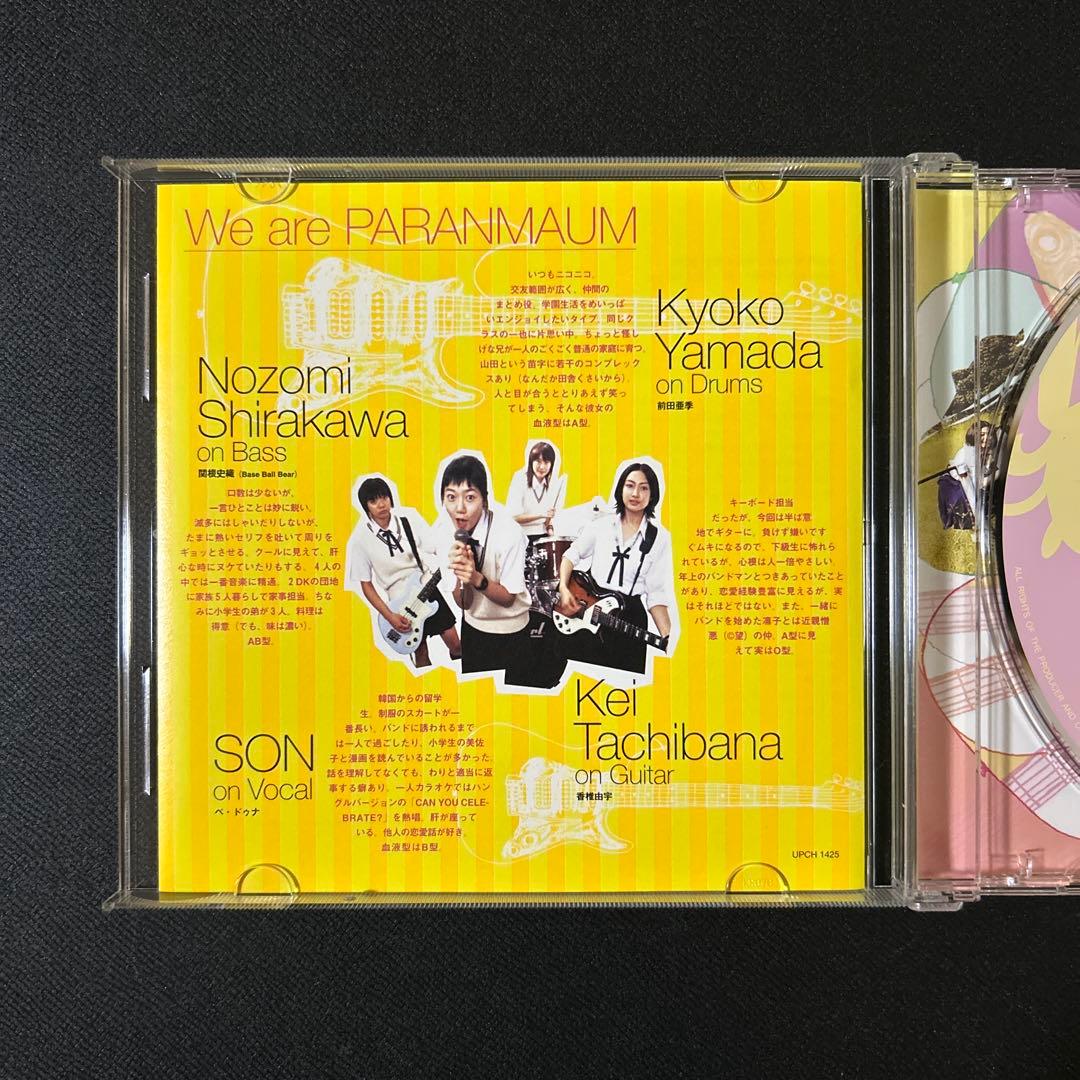 We are PARANMAUM
いつもニコニコ。
交友範囲が広く、仲間の
まとめ役。学園生活をめいっぱ
いエンジョイしたいタイプ。同じク
ラスの一也に片思い中。ちょっと怪し
げな兄が一人のごくごく普通の家庭に育つ。
山田という苗字に若干のコンプレック
スあり（なんだか田舎くさいから）。
人と目が合うととりあえず笑っ
てしまう、そんな彼女の
血液型はA型。
Kyoko
Yamada
on Drums
前田亜季
Nozomi
Shirakawa
on Bass
関根史織（Base Ball Bear）
口数は少ないが、
一言ひとことは妙に鋭い。
滅多にはしゃいだりしないが、
たまに熱いセリフを吐いて周りを
ギョッとさせる。クールに見えて、肝
心な時にヌケていたりもする。4人の
中では一番音楽に精通。2DKの団地
に家族5人暮らしで家事担当。ちな
みに小学生の弟が3人。料理は
得意（でも、味は濃い）。
AB型。
キーボード担当
だったが、今回は半ば意
地でギターに。負けず嫌いです
ぐムキになるので、下級生に怖れら
れているが、心根は人一倍やさしい。
年上のバンドマンとつきあっていたこと
があり、恋愛経験豊富に見えるが、実
はそれほどではない。また、一緒に
バンドを始めた凛子とは近親憎
悪（©望）の仲。A型に見
えて実はO型。
SON
on Vocal
ペ・ドゥナ
韓国からの留学
生。制服のスカートが一
番長い。バンドに誘われるまで
は一人で過ごしたり、小学生の美佐
子と漫画を読んでいることが多かった。
話を理解してなくても、わりと適当に返
事する癖あり。一人カラオケではハン
グルバージョンの「CAN YOU CELE-
BRATE?」を熱唱。肝が座って
いる。他人の恋愛話が好き。
血液型はB型。
Kei
Tachibana
on Guitar
香椎由宇
UPCH 1425
ALL RIGHTS OF THE PRODUCER AND